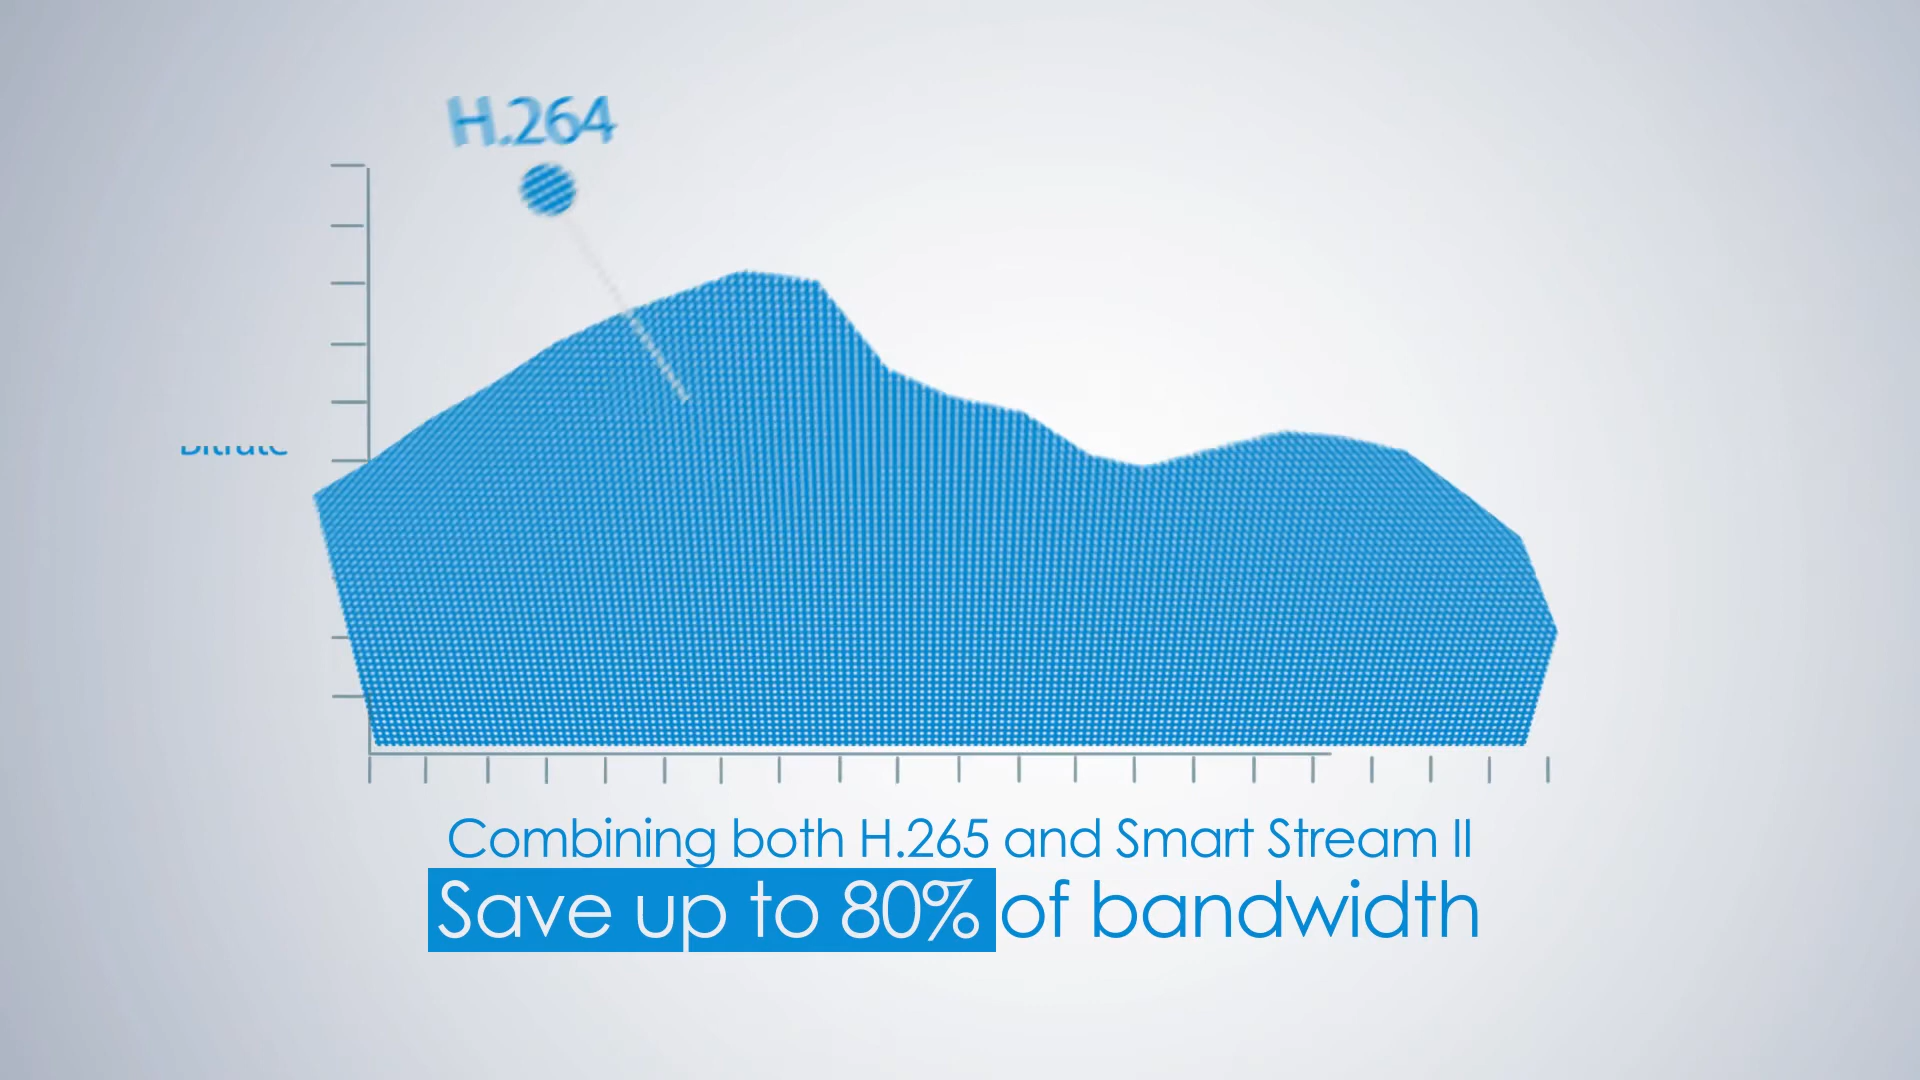 H.264
Combining both H.265 and Smart Stream II
Save up to 80% of bandwidth